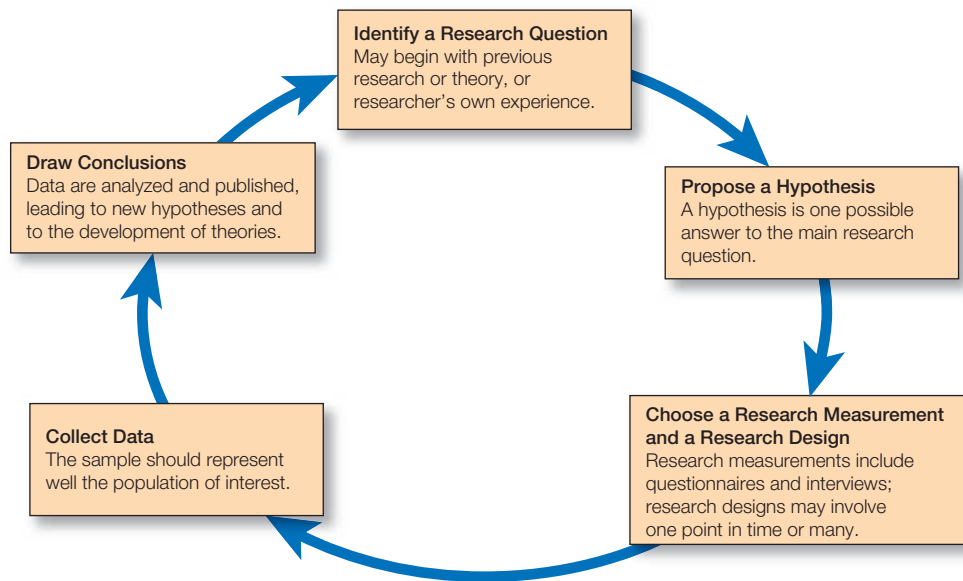 Identify a Research Question
May begin with previous
research or theory, or
researcher's own experience.
Propose a Hypothesis
A hypothesis is one possible
answer to the main research
question.
Choose a Research Measurement
and a Research Design
Research measurements include
questionnaires and interviews;
research designs may involve
one point in time or many.
Collect Data
The sample should represent
well the population of interest.
Draw Conclusions
Data are analyzed and published,
leading to new hypotheses and
to the development of theories.